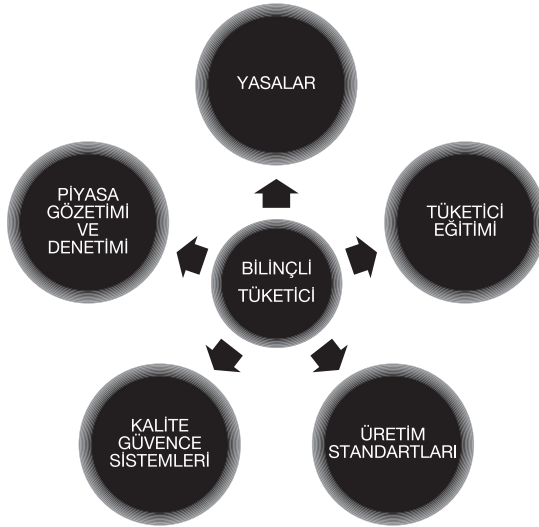 YASALAR
PİYASA
GÖZETİMİ
VE
DENETİMİ
TÜKETİCİ
EĞİTİMİ
BİLİNÇLİ
TÜKETİCİ
KALİTE
GÜVENCE
SİSTEMLERİ
ÜRETİM
STANDARTLARI